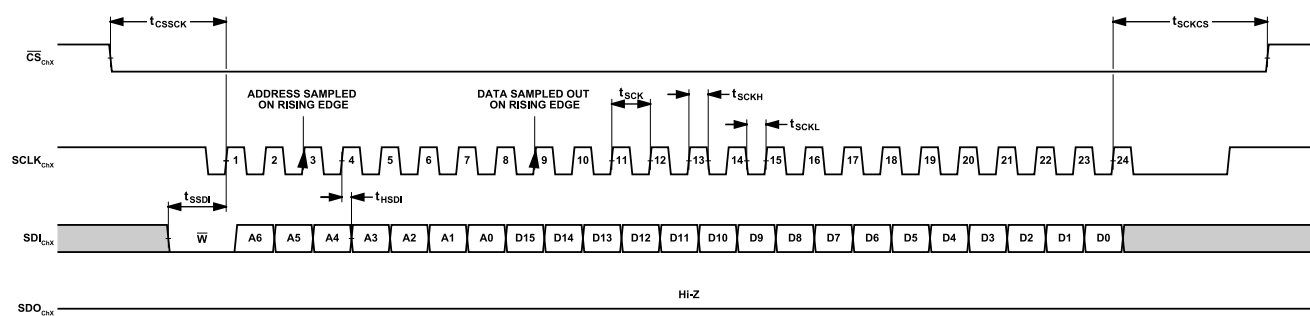 tCSSCK
tSCKCS
CSChX
ADDRESS SAMPLED
ON RISING EDGE
DATA SAMPLED OUT
ON RISING EDGE
tSCK
tSCKH
tSCKL
SCLKChX
1 2 3 4 5 6 7 8 9 10 11 12 13 14 15 16 17 18 19 20 21 22 23 24
tSSDI
tHSDI
SDIChX
W A6 A5 A4 A3 A2 A1 A0 D15 D14 D13 D12 D11 D10 D9 D8 D7 D6 D5 D4 D3 D2 D1 D0
Hi-Z
SDOChX